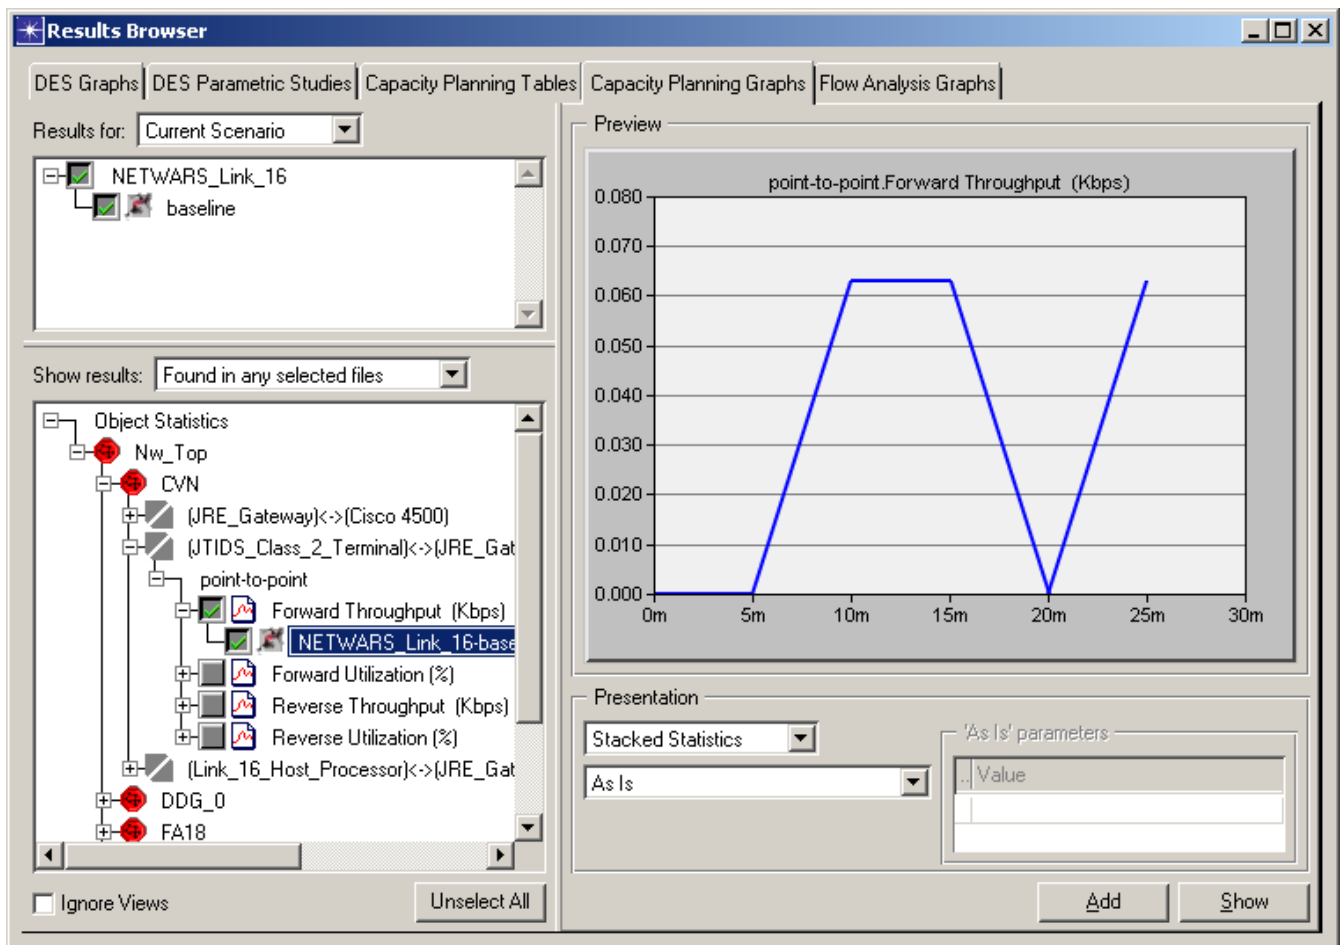 Results Browser
DES Graphs
DES Parametric Studies
Capacity Planning Tables
Capacity Planning Graphs
Flow Analysis Graphs
Results for: Current Scenario
NETWARS_Link_16
baseline
Show results: Found in any selected files
Object Statistics
Nw_Top
CVN
(JRE_Gateway)<->(Cisco 4500)
(JTIDS_Class_2_Terminal)<->(JRE_Gat
point-to-point
Forward Throughput (Kbps)
NETWARS_Link_16-base
Forward Utilization (%)
Reverse Throughput (Kbps)
Reverse Utilization (%)
(Link_16_Host_Processor)<->(JRE_Gat
DDG_0
FA18
Ignore Views
Unselect All
Preview
point-to-point.Forward Throughput (Kbps)
0.080
0.070
0.060
0.050
0.040
0.030
0.020
0.010
0.000
0m 5m 10m 15m 20m 25m 30m
Presentation
Stacked Statistics
As Is
'As Is' parameters
.. Value
Add
Show